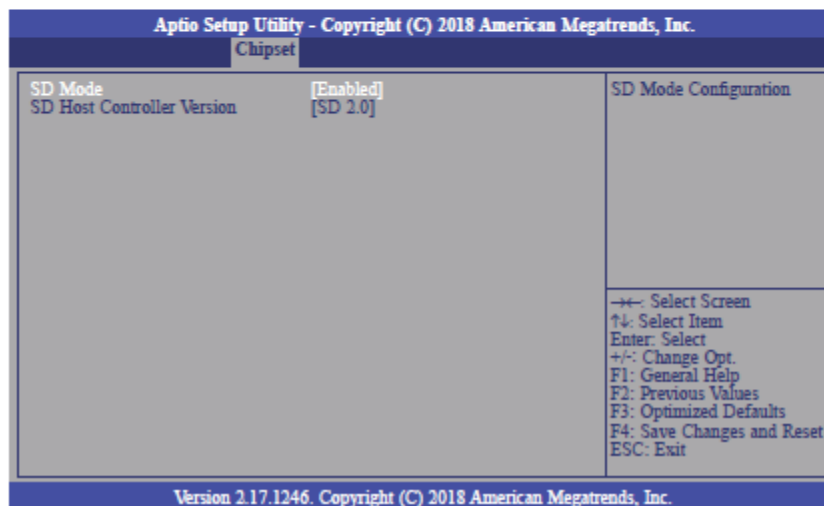 Aptio Setup Utility - Copyright (C) 2018 American Megatrends, Inc.
Chipset
SD Mode [Enabled]
SD Host Controller Version [SD 2.0]
SD Mode Configuration
→←: Select Screen
↑↓: Select Item
Enter: Select
+/-: Change Opt.
F1: General Help
F2: Previous Values
F3: Optimized Defaults
F4: Save Changes and Reset
ESC: Exit
Version 2.17.1246. Copyright (C) 2018 American Megatrends, Inc.